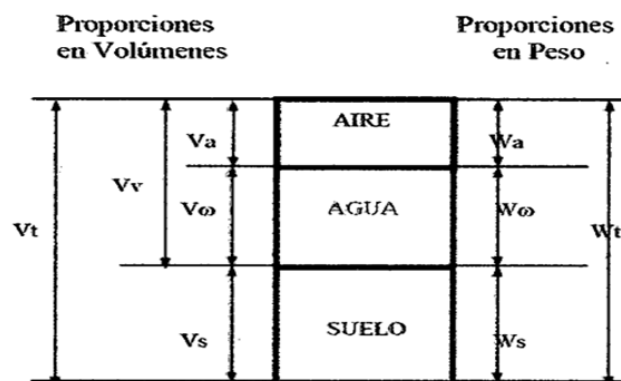 Proporciones
en Volúmenes
Proporciones
en Peso
AIRE
Va
Wa
Vv
Vω
AGUA
Wω
Vt
Wt
Vs
SUELO
Ws